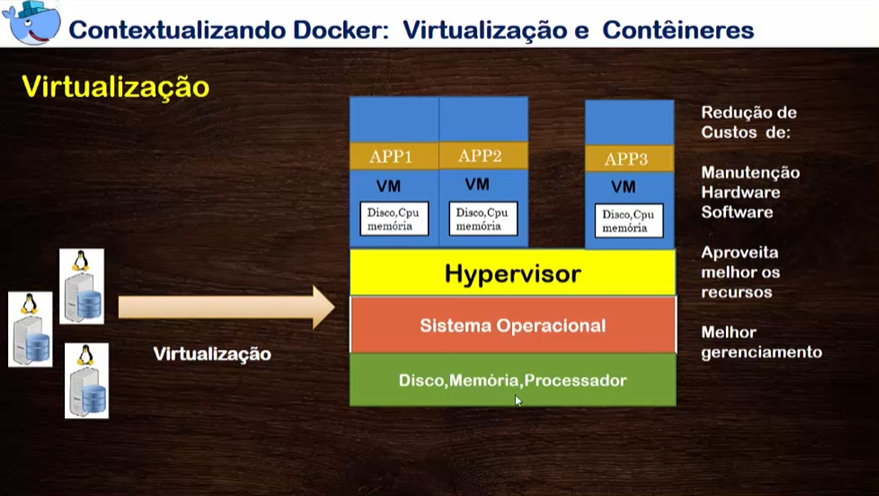 Contextualizando Docker: Virtualização e Contêineres
Virtualização
APP1
APP2
APP3
VM
VM
VM
Disco,Cpu
memória
Disco,Cpu
memória
Disco,Cpu
memória
Hypervisor
Sistema Operacional
Disco,Memória,Processador
Virtualização
Redução de
Custos de:
Manutenção
Hardware
Software
Aproveita
melhor os
recursos
Melhor
gerenciamento